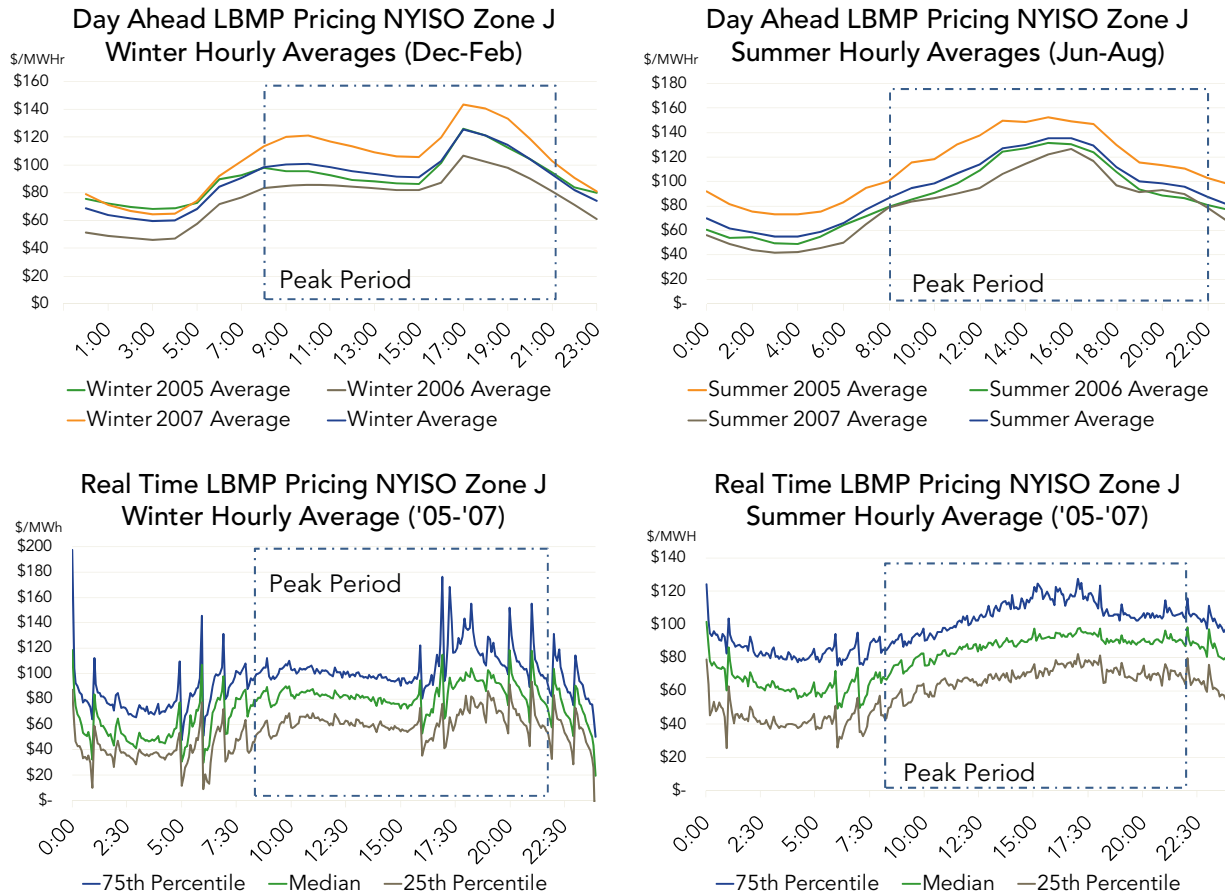 Day Ahead LBMP Pricing NYISO Zone J
Winter Hourly Averages (Dec-Feb)
$/MWHr
$160
$140
$120
$100
$80
$60
$40
$20
$0
Peak Period
1:00
3:00
5:00
7:00
9:00
11:00
13:00
15:00
17:00
19:00
21:00
23:00
Winter 2005 Average
Winter 2006 Average
Winter 2007 Average
Winter Average
Day Ahead LBMP Pricing NYISO Zone J
Summer Hourly Averages (Jun-Aug)
$/MWHr
$180
$160
$140
$120
$100
$80
$60
$40
$20
$-
Peak Period
0:00
2:00
4:00
6:00
8:00
10:00
12:00
14:00
16:00
18:00
20:00
22:00
Summer 2005 Average
Summer 2006 Average
Summer 2007 Average
Summer Average
Real Time LBMP Pricing NYISO Zone J
Winter Hourly Average ('05-'07)
$/MWh
$200
$180
$160
$140
$120
$100
$80
$60
$40
$20
$-
Peak Period
0:00
2:30
5:00
7:30
10:00
12:30
15:00
17:30
20:00
22:30
75th Percentile
Median
25th Percentile
Real Time LBMP Pricing NYISO Zone J
Summer Hourly Average ('05-'07)
$/MWH
$140
$120
$100
$80
$60
$40
$20
$-
Peak Period
0:00
2:30
5:00
7:30
10:00
12:30
15:00
17:30
20:00
22:30
75th Percentile
Median
25th Percentile